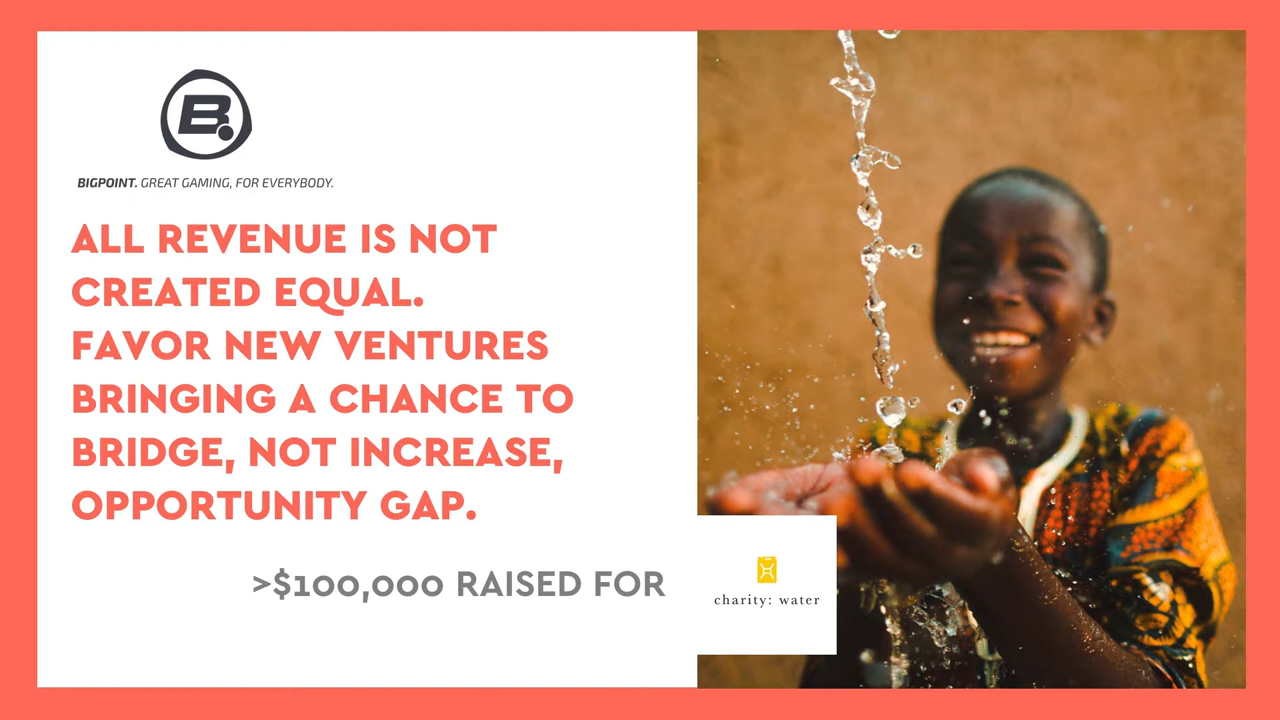 B.
BIGPOINT. GREAT GAMING, FOR EVERYBODY.
ALL REVENUE IS NOT
CREATED EQUAL.
FAVOR NEW VENTURES
BRINGING A CHANCE TO
BRIDGE, NOT INCREASE,
OPPORTUNITY GAP.
>$100,000 RAISED FOR
charity: water